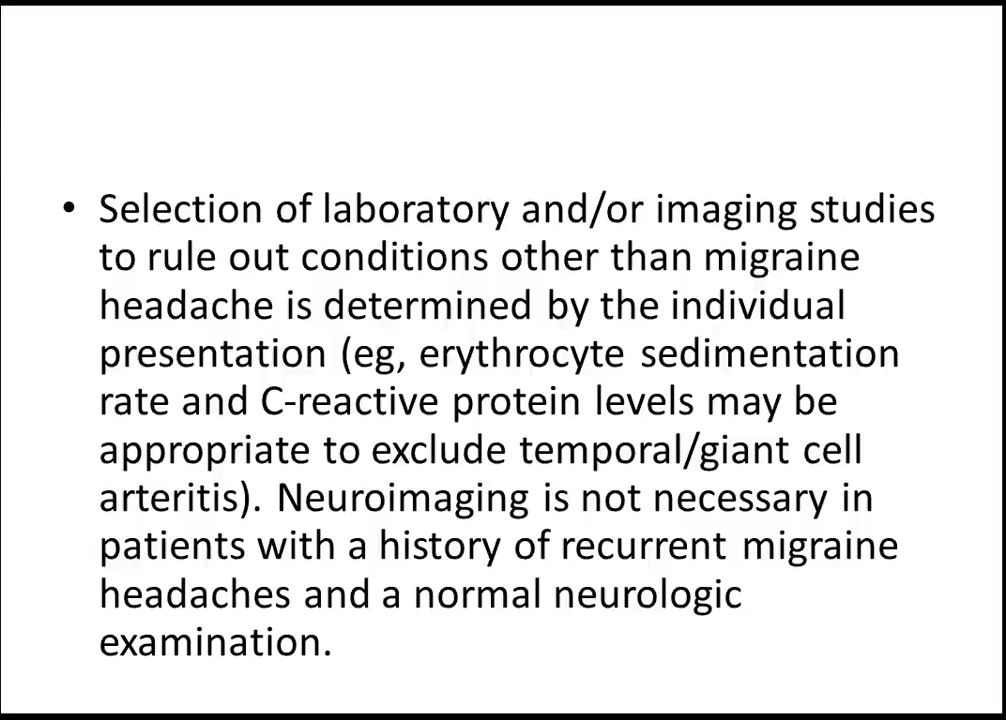 • Selection of laboratory and/or imaging studies
to rule out conditions other than migraine
headache is determined by the individual
presentation (eg, erythrocyte sedimentation
rate and C-reactive protein levels may be
appropriate to exclude temporal/giant cell
arteritis). Neuroimaging is not necessary in
patients with a history of recurrent migraine
headaches and a normal neurologic
examination.